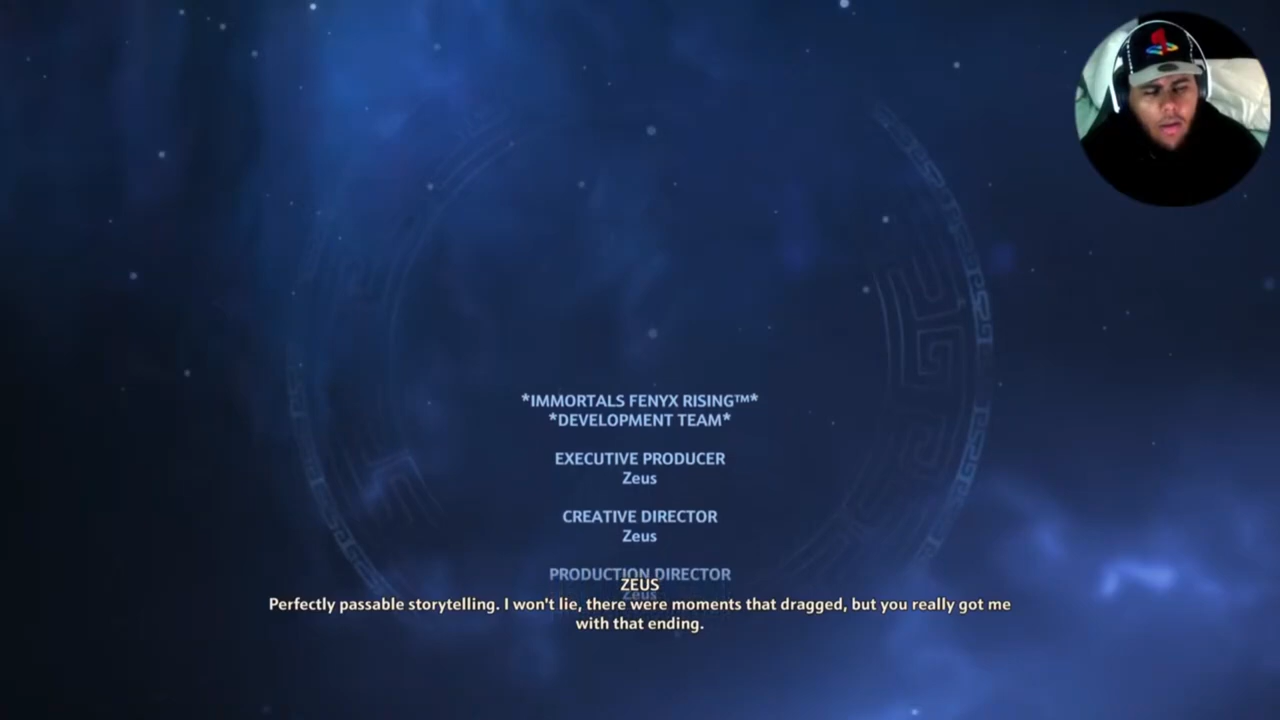 *IMMORTALS FENYX RISING™*
*DEVELOPMENT TEAM*
EXECUTIVE PRODUCER
Zeus
CREATIVE DIRECTOR
Zeus
PRODUCTION DIRECTOR
Zeus
ZEUS
Perfectly passable storytelling. I won't lie, there were moments that dragged, but you really got me
with that ending.